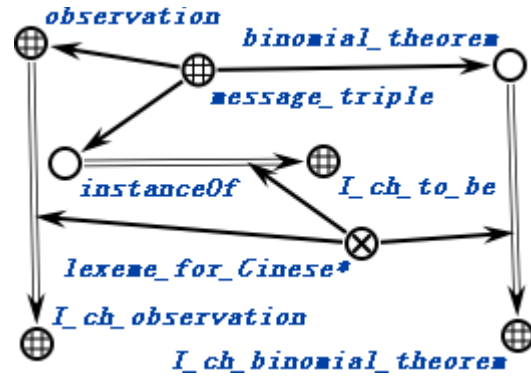 observation
binomial_theorem
message_triple
instanceOf
I_ch_to_be
lexeme_for_Cinese*
I_ch_observation
I_ch_binomial_theorem